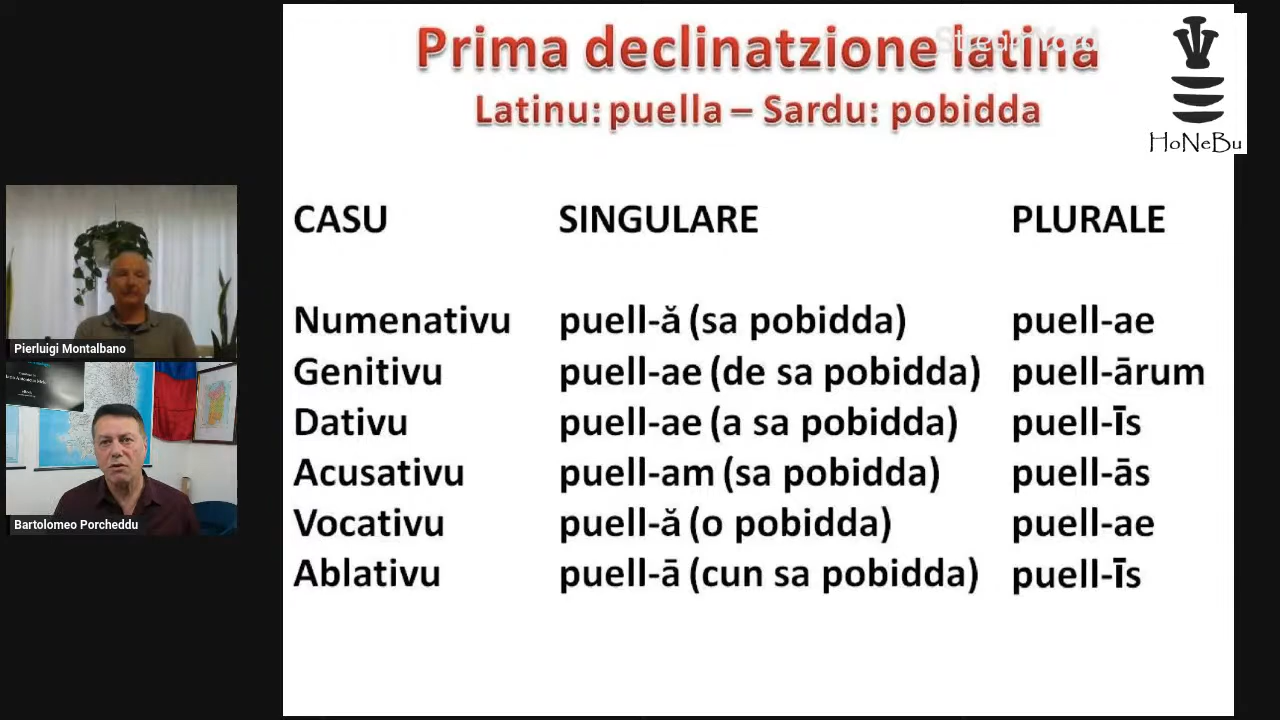 Prima declinatzione latina
Latinu: puella – Sardu: pobidda
StreamYard
HoNeBu
CASU SINGULARE PLURALE
Numenativu puell-ă (sa pobidda) puell-ae
Genitivu puell-ae (de sa pobidda) puell-ārum
Dativu puell-ae (a sa pobidda) puell-īs
Acusativu puell-am (sa pobidda) puell-ās
Vocativu puell-ă (o pobidda) puell-ae
Ablativu puell-ā (cun sa pobidda) puell-īs
Pierluigi Montalbano
Bartolomeo Porcheddu